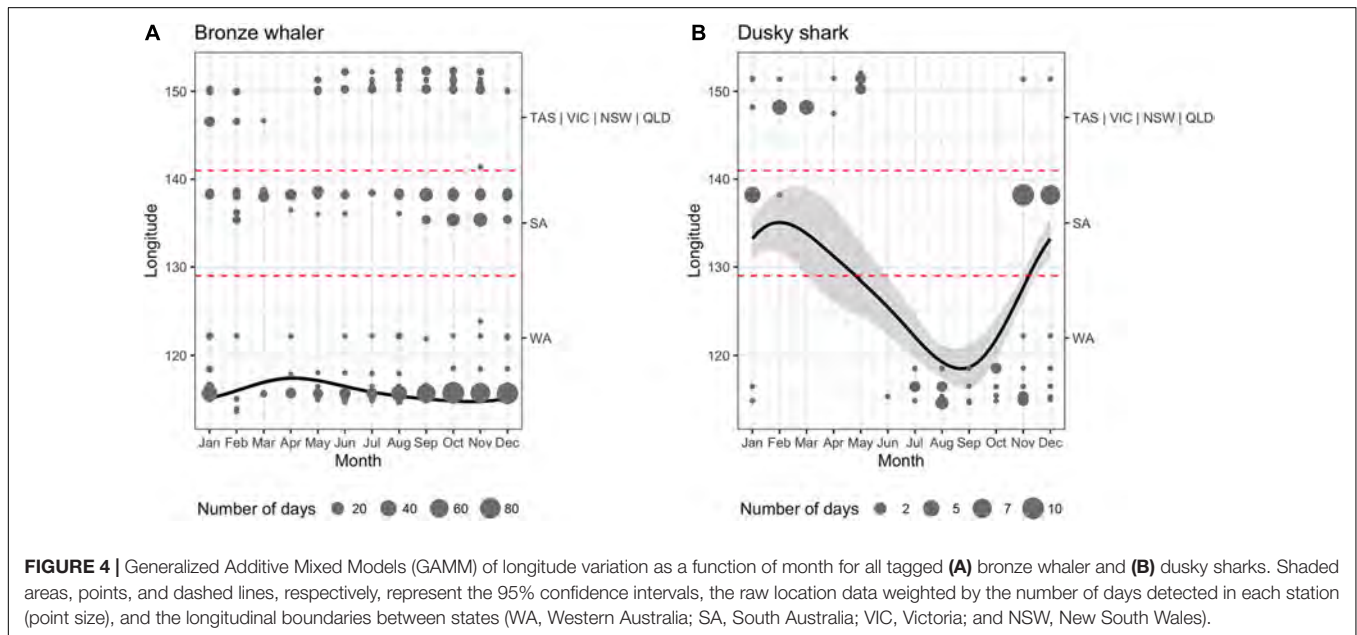 A Bronze whaler
150
140
130
120
Longitude
TAS | VIC | NSW | QLD
SA
WA
Jan Feb Mar Apr May Jun Jul Aug Sep Oct Nov Dec
Month
Number of days 20 40 60 80
B Dusky shark
150
140
130
120
Longitude
TAS | VIC | NSW | QLD
SA
WA
Jan Feb Mar Apr May Jun Jul Aug Sep Oct Nov Dec
Month
Number of days 2 5 7 10
FIGURE 4 | Generalized Additive Mixed Models (GAMM) of longitude variation as a function of month for all tagged (A) bronze whaler and (B) dusky sharks. Shaded
areas, points, and dashed lines, respectively, represent the 95% confidence intervals, the raw location data weighted by the number of days detected in each station
(point size), and the longitudinal boundaries between states (WA, Western Australia; SA, South Australia; VIC, Victoria; and NSW, New South Wales).